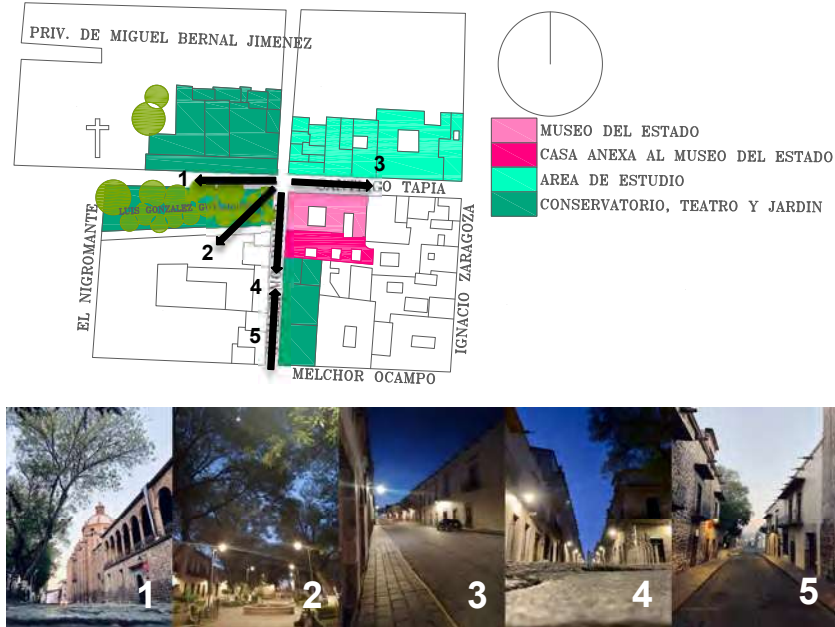 PRIV. DE MIGUEL BERNAL JIMENEZ
MUSEO DEL ESTADO
CASA ANEXA AL MUSEO DEL ESTADO
AREA DE ESTUDIO
CONSERVATORIO, TEATRO Y JARDIN
1
3
TAPIA
LUIS GONZALEZ
2
EL NIGROMANTE
IGNACIO ZARAGOZA
4
5
MELCHOR OCAMPO
1
2
3
4
5